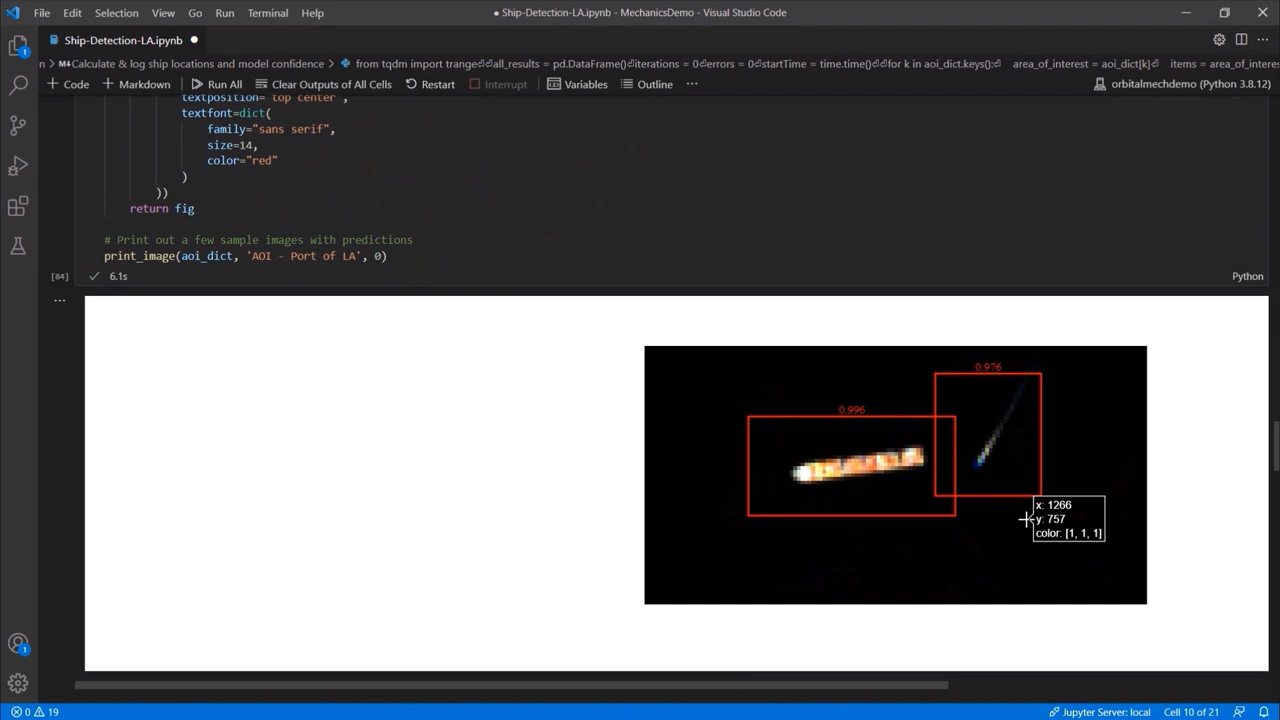 File Edit Selection View Go Run Terminal Help
● Ship-Detection-LA.ipynb - MechanicsDemo - Visual Studio Code
Ship-Detection-LA.ipynb ●
n > M↓Calculate & log ship locations and model confidence > from tqdm import trange⏎⏎all_results = pd.DataFrame()⏎iterations = 0⏎errors = 0⏎startTime = time.time()⏎for k in aoi_dict.keys():⏎ area_of_interest = aoi_dict[k]⏎ items = area_of_interes
+ Code + Markdown Run All Clear Outputs of All Cells Restart Interrupt Variables Outline ... orbitalmechdemo (Python 3.8.12)
textposition='top center',
textfont=dict(
family="sans serif",
size=14,
color="red"
)
))
return fig
# Print out a few sample images with predictions
print_image(aoi_dict, 'AOI - Port of LA', 0)
[84] ✓ 6.1s Python
...
0.976
0.996
x: 1266
y: 757
color: [1, 1, 1]
1
1
0 19 Jupyter Server: local Cell 10 of 21